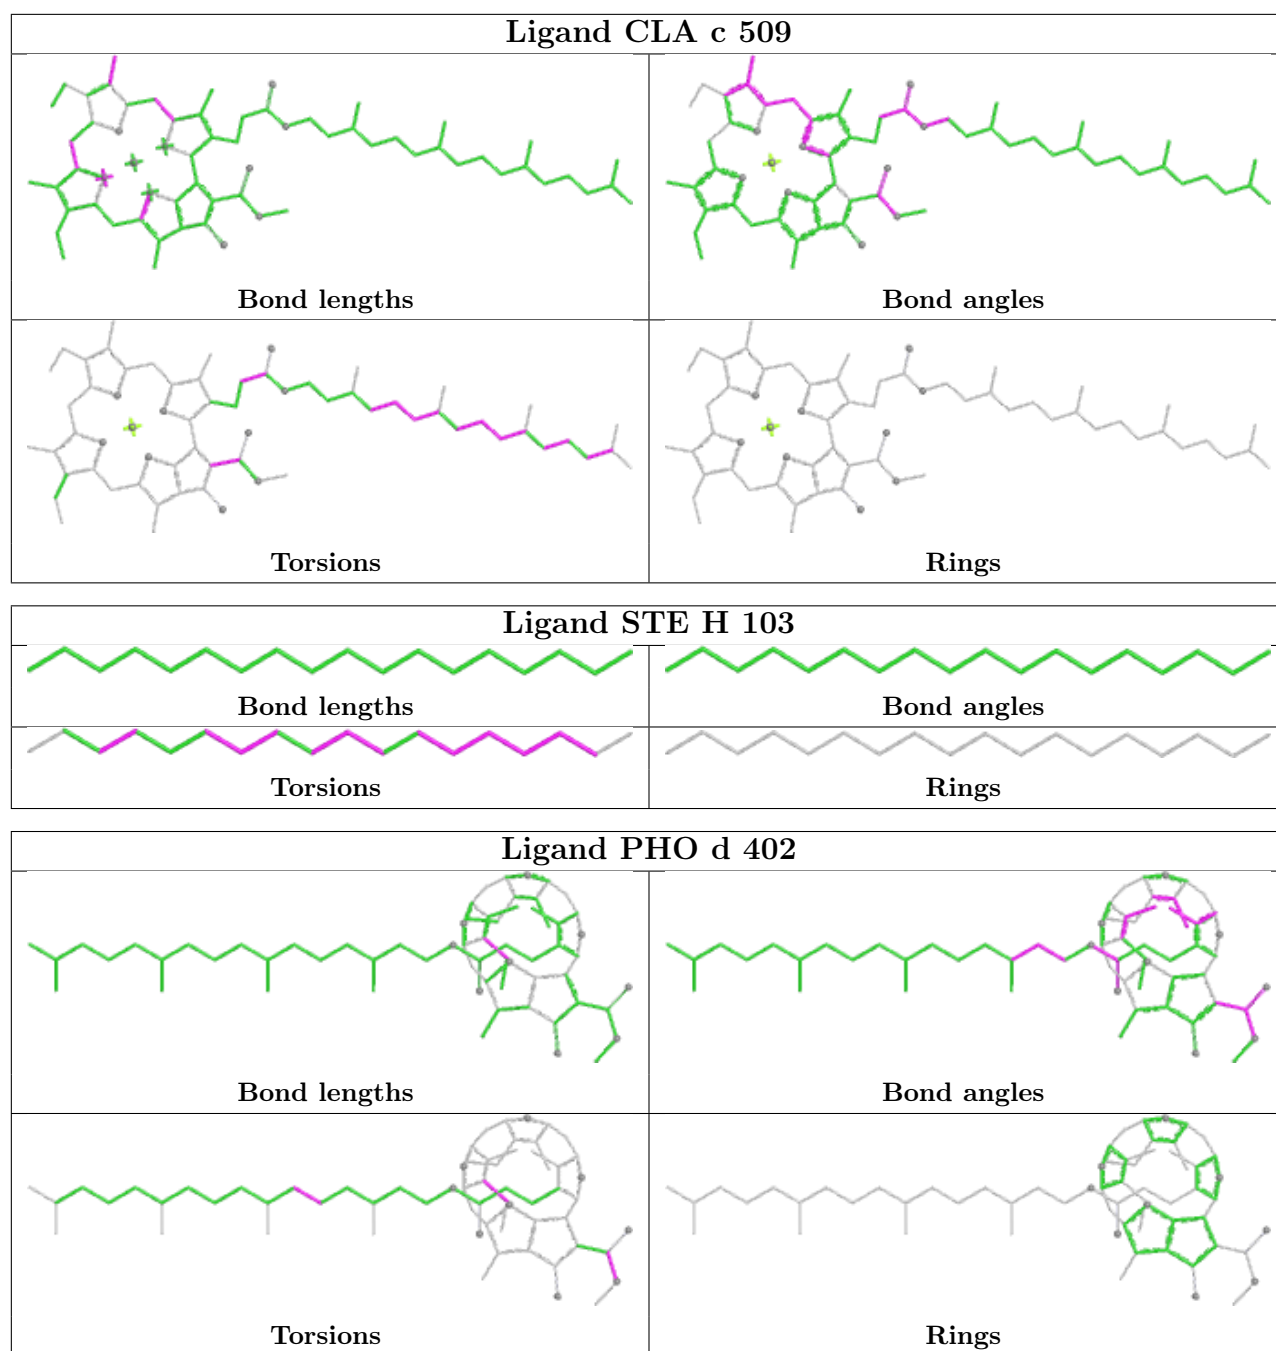 Ligand CLA c 509
Bond lengths
Bond angles
Torsions
Rings
Ligand STE H 103
Bond lengths
Bond angles
Torsions
Rings
Ligand PHO d 402
Bond lengths
Bond angles
Torsions
Rings